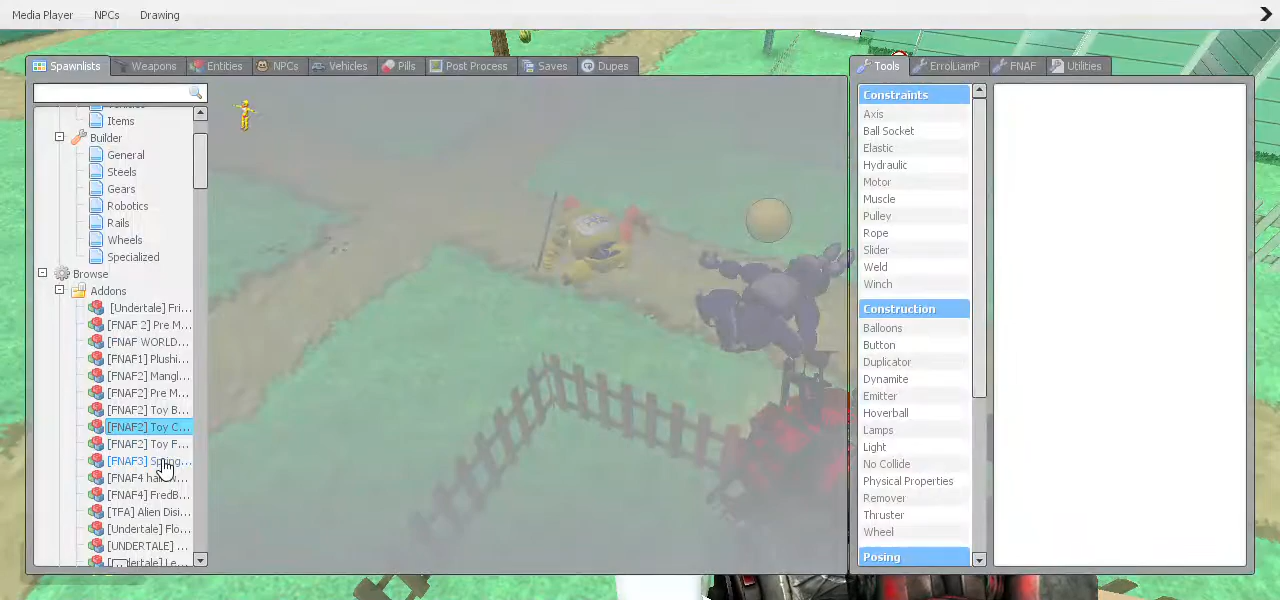 Media Player NPCs Drawing
Spawnlists Weapons Entities NPCs Vehicles Pills Post Process Saves Dupes
Tools ErrolLiamP FNAF Utilities
Items
Builder
General
Steels
Gears
Robotics
Rails
Wheels
Specialized
Browse
Addons
[Undertale] Fri...
[FNAF 2] Pre M...
[FNAF WORLD...
[FNAF1] Plushi...
[FNAF2] Mangl...
[FNAF2] Pre M...
[FNAF2] Toy B...
[FNAF2] Toy C...
[FNAF2] Toy F...
[FNAF3] Spring...
[FNAF4
[FNAF4] FredB...
[TFA] Alien Disi...
[Undertale] Flo...
[UNDERTALE] ...
Constraints
Axis
Ball Socket
Elastic
Hydraulic
Motor
Muscle
Pulley
Rope
Slider
Weld
Winch
Construction
Balloons
Button
Duplicator
Dynamite
Emitter
Hoverball
Lamps
Light
No Collide
Physical Properties
Remover
Thruster
Wheel
Posing